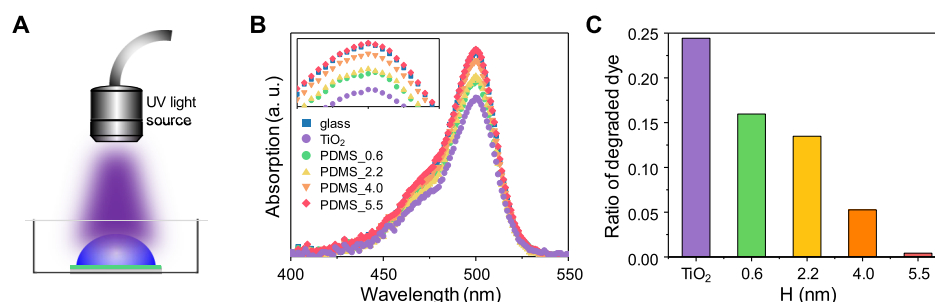 A
UV light
source
B
Absorption (a. u.)
glass
TiO2
PDMS_0.6
PDMS_2.2
PDMS_4.0
PDMS_5.5
400
450
500
550
Wavelength (nm)
C
Ratio of degraded dye
0.25
0.20
0.15
0.10
0.05
0.00
TiO2
0.6
2.2
4.0
5.5
H (nm)